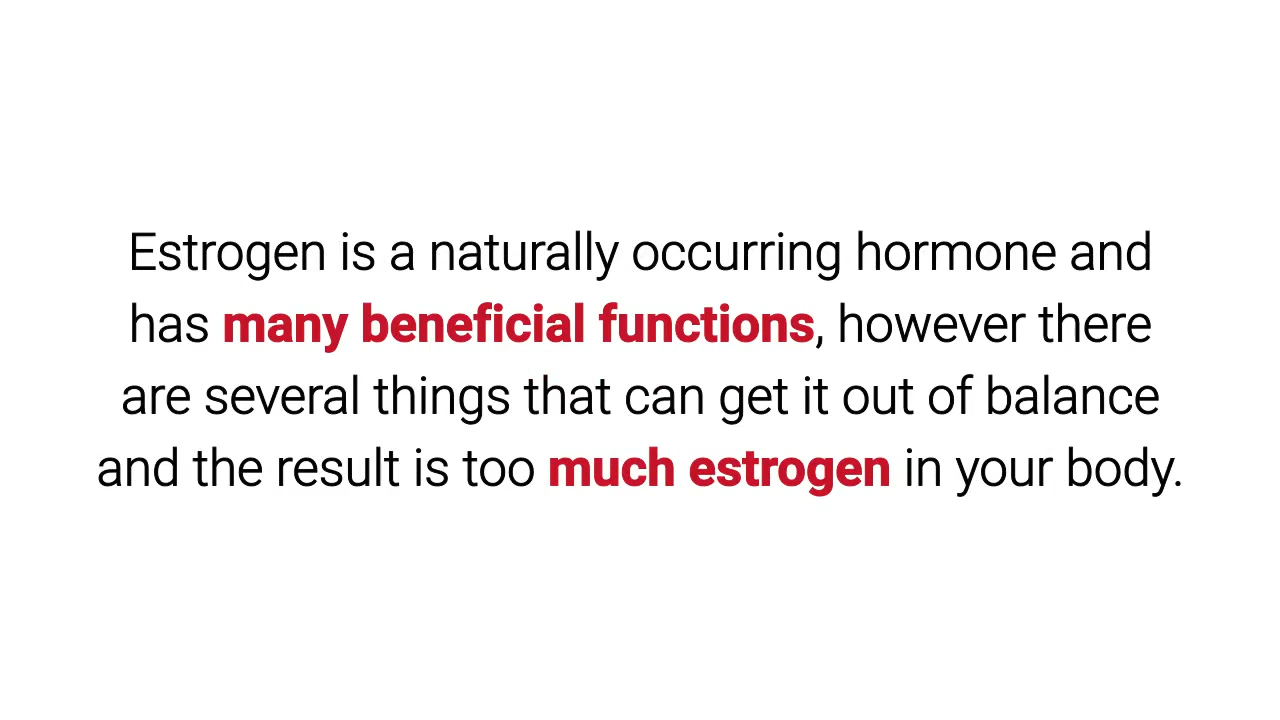 Estrogen is a naturally occurring hormone and
has many beneficial functions, however there
are several things that can get it out of balance
and the result is too much estrogen in your body.